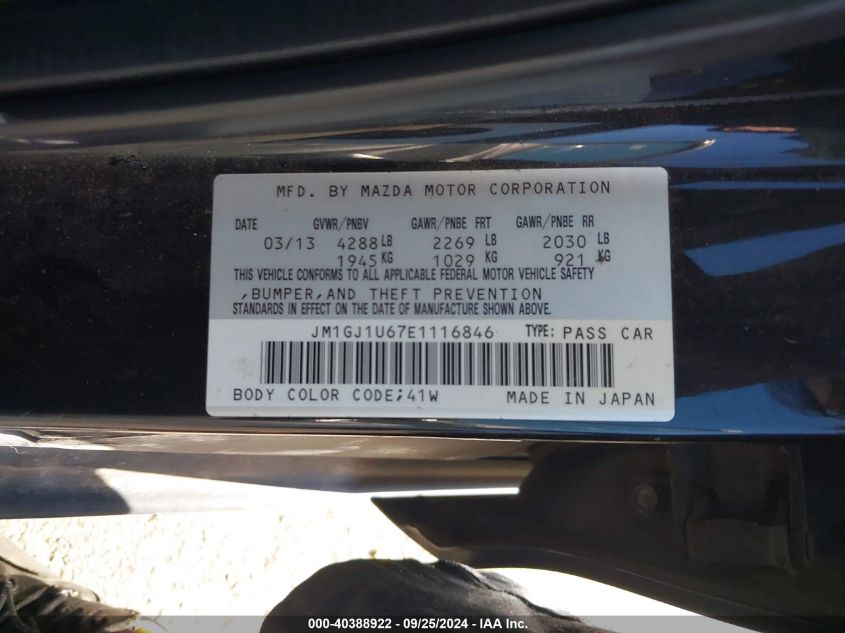 MFD. BY MAZDA MOTOR CORPORATION
DATE GVWR/PNBV GAWR/PNBE FRT GAWR/PNBE RR
03/13 4288 LB 2269 LB 2030 LB
1945 KG 1029 KG 921 KG
THIS VEHICLE CONFORMS TO ALL APPLICABLE FEDERAL MOTOR VEHICLE SAFETY
,BUMPER,AND THEFT PREVENTION
STANDARDS IN EFFECT ON THE DATE OF MANUFACTURE SHOWN ABOVE.
JM1GJ1U67E1116846 TYPE: PASS CAR
BODY COLOR CODE;41W MADE IN JAPAN
000-40388922 - 09/25/2024 - IAA Inc.